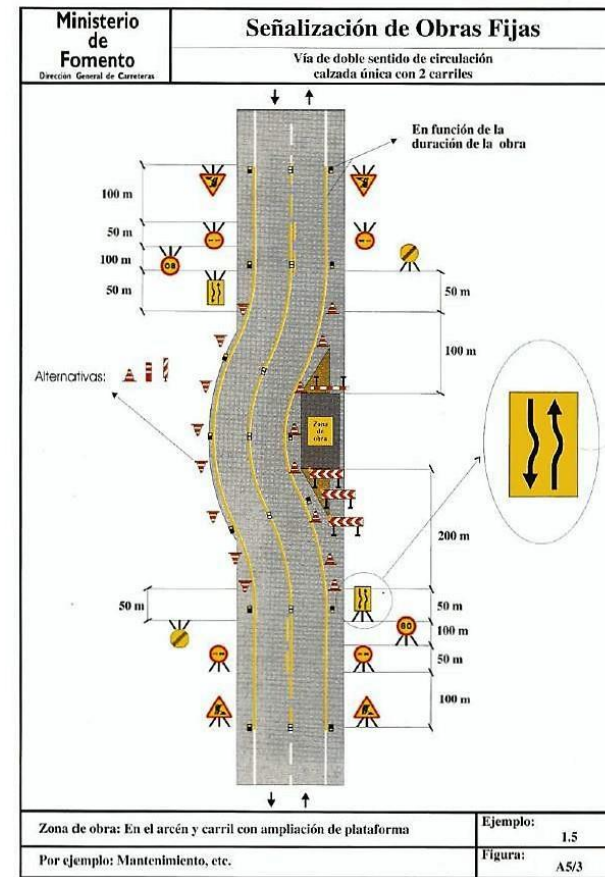 Ministerio
de
Fomento
Dirección General de Carreteras
Señalización de Obras Fijas
Vía de doble sentido de circulación
calzada única con 2 carriles
En función de la
duración de la obra
100 m
50 m
100 m
80
50 m
50 m
100 m
Alternativas:
Zona
de
obra
200 m
50 m
50 m
80
100 m
50 m
100 m
Zona de obra: En el arcén y carril con ampliación de plataforma
Ejemplo:
1.5
Por ejemplo: Mantenimiento, etc.
Figura:
A5/3